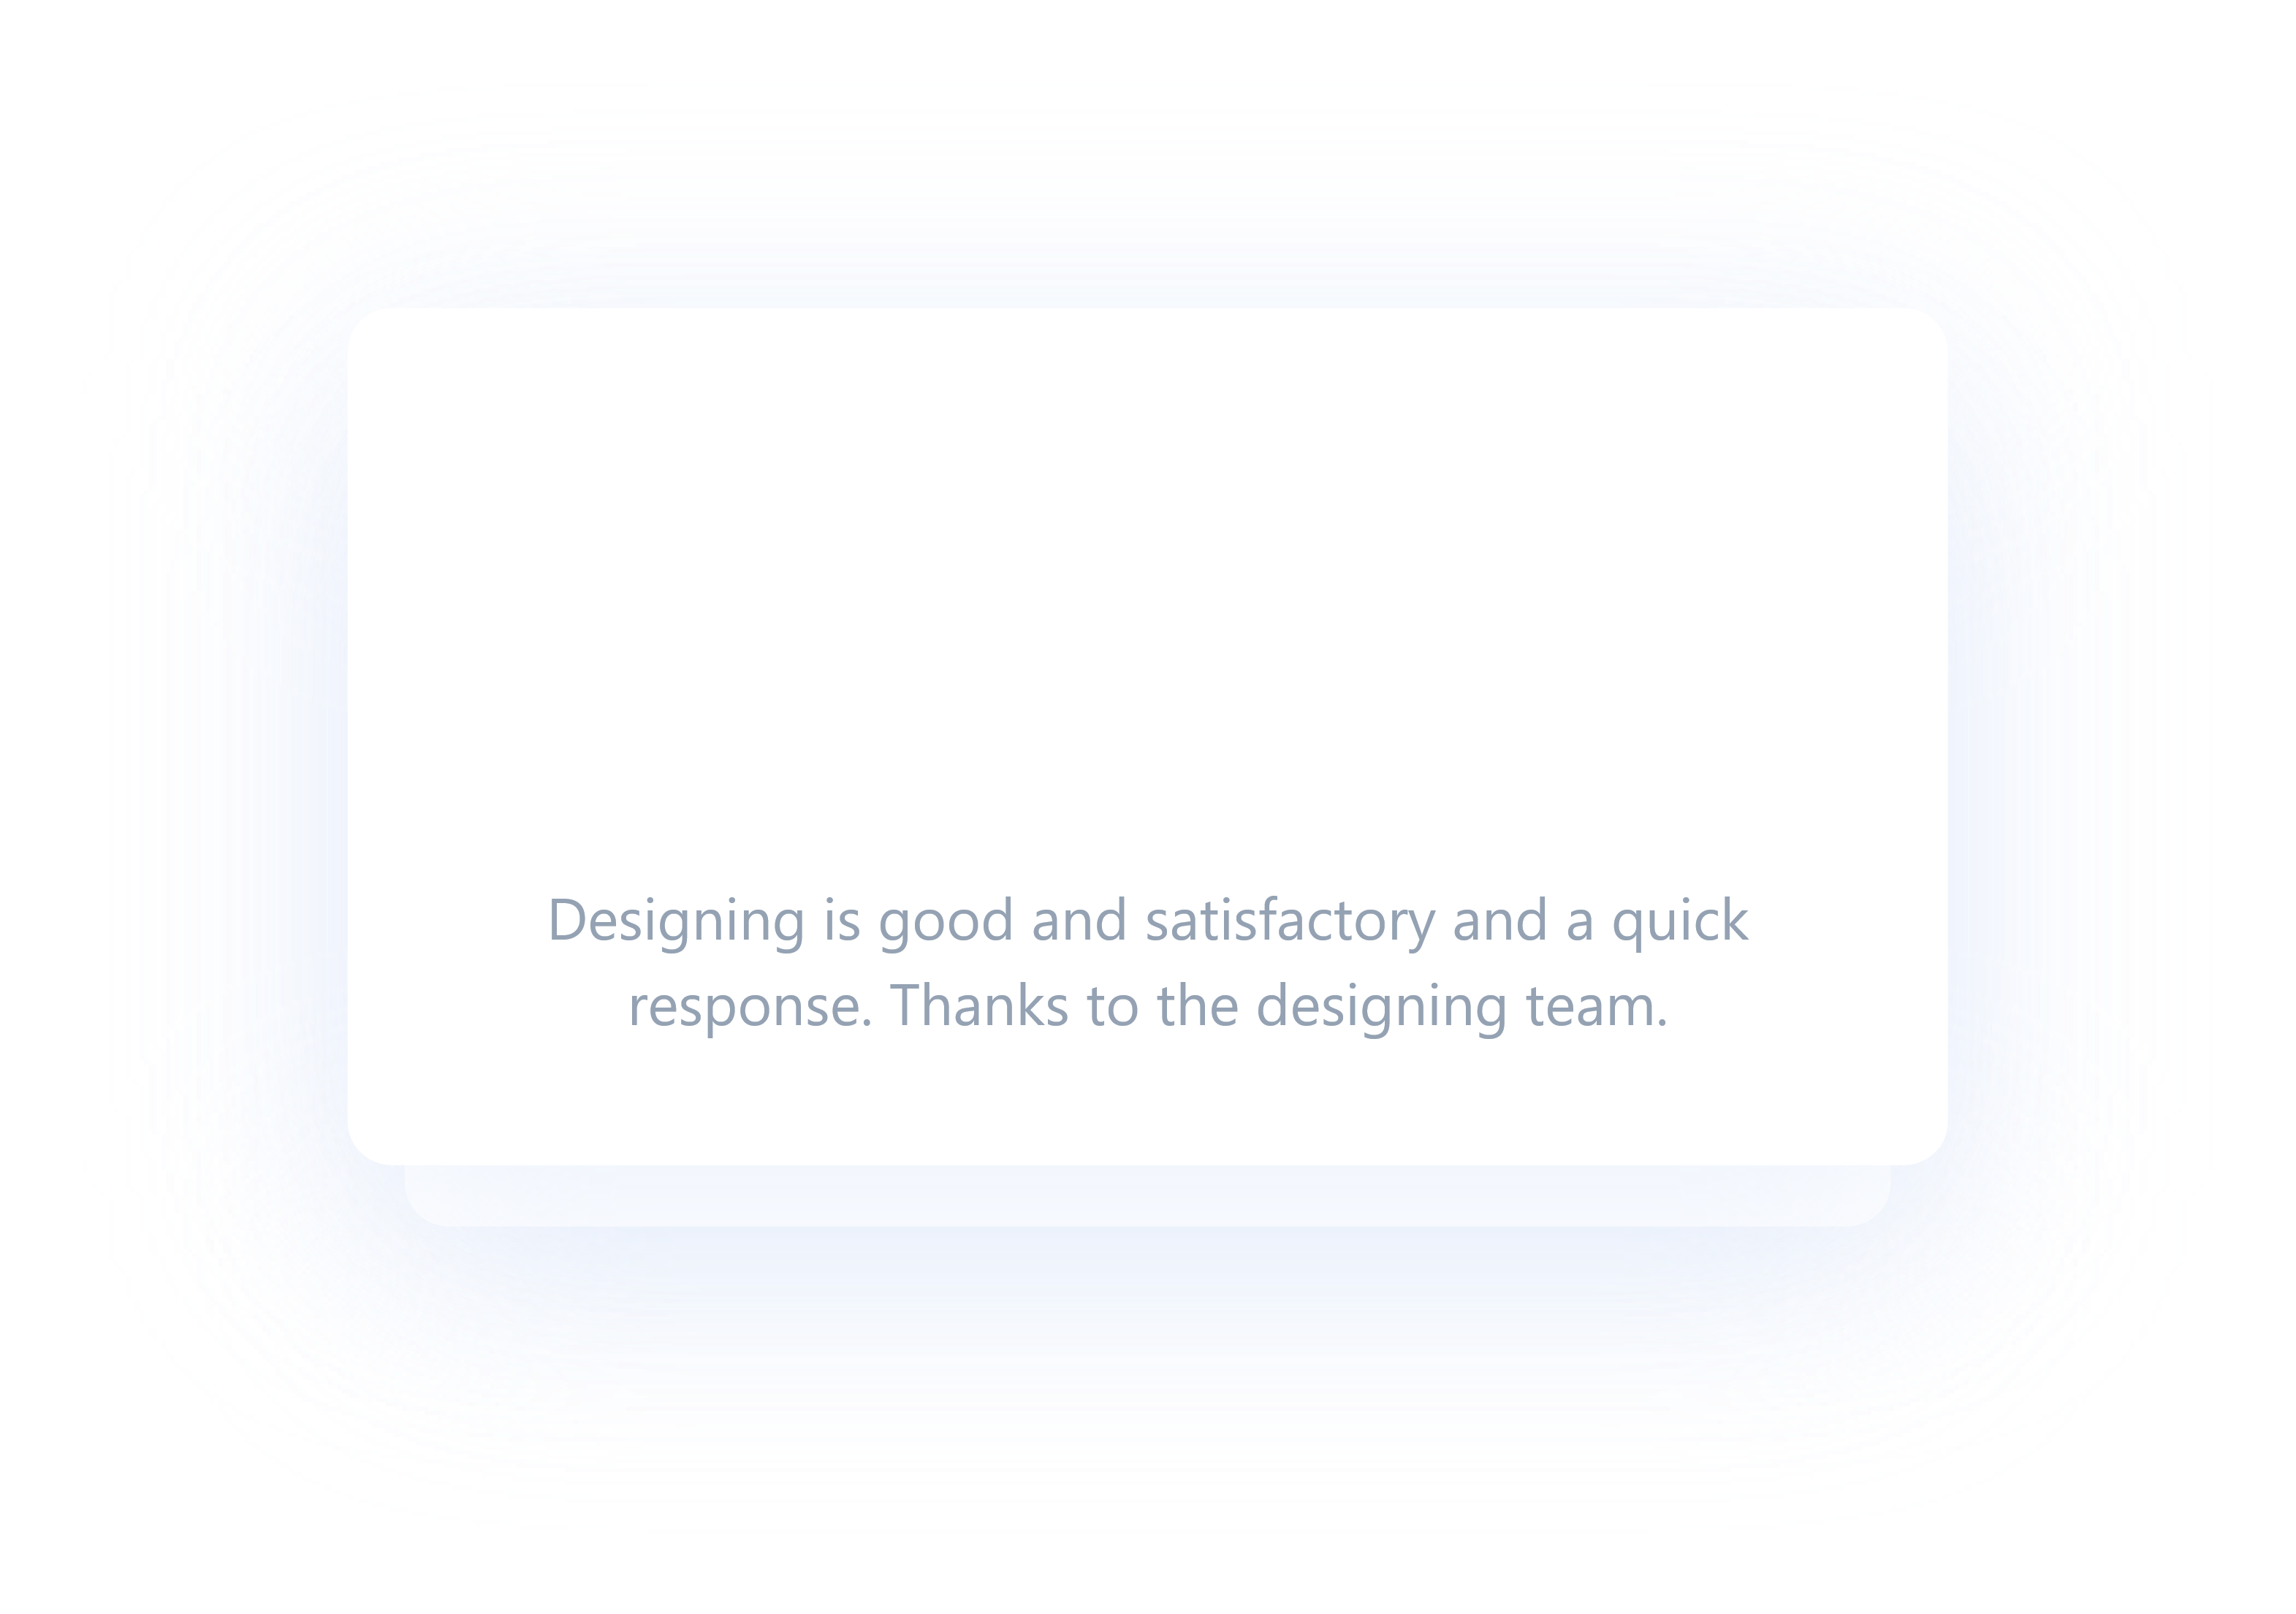 Designing is good and satisfactory and a quick
response. Thanks to the designing team.